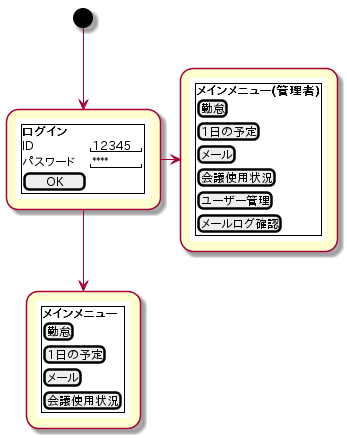 ログイン
ID 12345
パスワード ****
OK
メインメニュー(管理者)
勤怠
1日の予定
メール
会議使用状況
ユーザー管理
メールログ確認
メインメニュー
勤怠
1日の予定
メール
会議使用状況